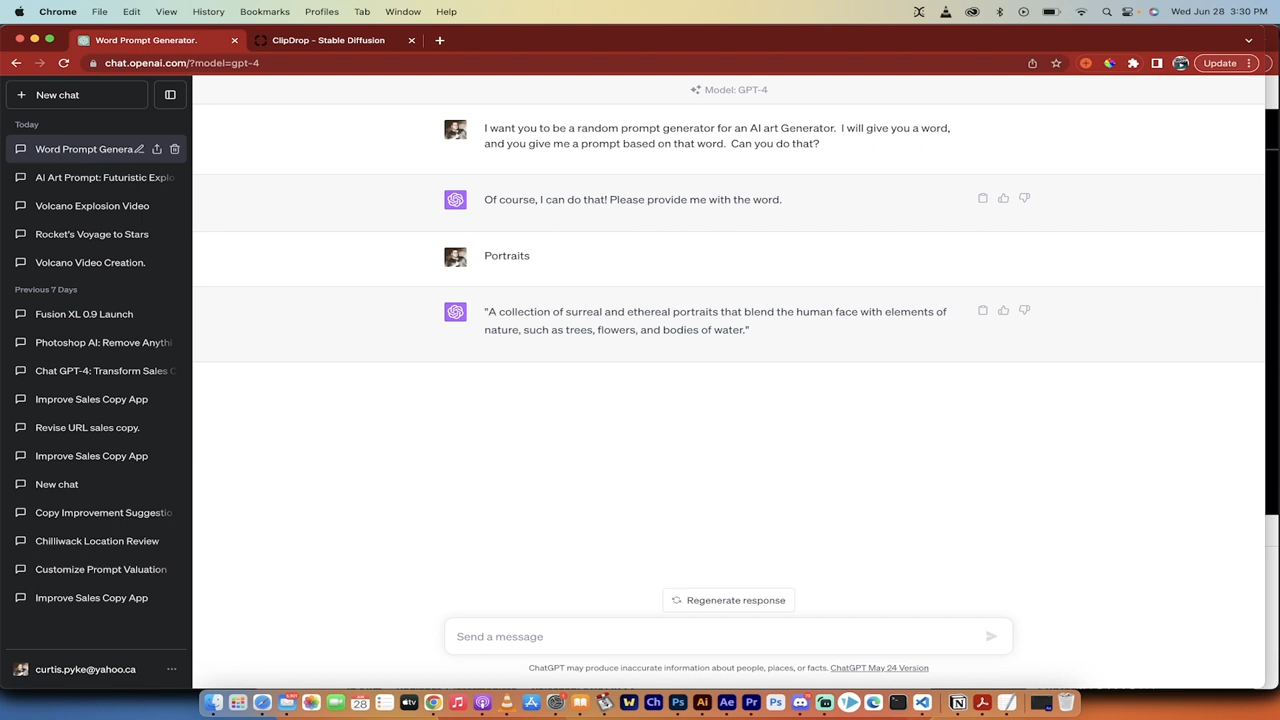 Chrome File Edit View History Bookmarks Profiles Tab Window Help Wed Jun 28 3:30 PM
Word Prompt Generator. ClipDrop - Stable Diffusion
chat.openai.com/?model=gpt-4 Update
New chat
Model: GPT-4
Today
I want you to be a random prompt generator for an AI art Generator. I will give you a word,
and you give me a prompt based on that word. Can you do that?
Word Prompt Genera
AI Art Prompt: Futuristic Explo
Of course, I can do that! Please provide me with the word.
Volcano Explosion Video
Rocket's Voyage to Stars
Portraits
Volcano Video Creation.
Previous 7 Days
Fusion XL 0.9 Launch
"A collection of surreal and ethereal portraits that blend the human face with elements of
nature, such as trees, flowers, and bodies of water."
Photoshop AI: Remove Anythi
Chat GPT-4: Transform Sales C
Improve Sales Copy App
Revise URL sales copy.
Improve Sales Copy App
New chat
Copy Improvement Suggestio
Chilliwack Location Review
Customize Prompt Valuation
Improve Sales Copy App
Regenerate response
Send a message
curtis.pyke@yahoo.ca
ChatGPT may produce inaccurate information about people, places, or facts. ChatGPT May 24 Version
28 tv W Ch Ps Ai Ae Pr Ps